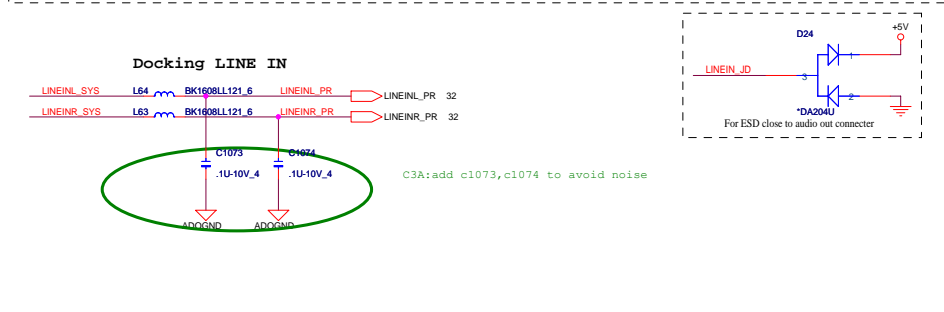 +5V
D24
1
LINEIN_JD
3
2
*DA204U
For ESD close to audio out connecter
Docking LINE IN
LINEINL_SYS L64 BK1608LL121_6 LINEINL_PR LINEINL_PR 32
LINEINR_SYS L63 BK1608LL121_6 LINEINR_PR LINEINR_PR 32
C1073 C1074
.1U-10V_4 .1U-10V_4
C3A:add c1073,c1074 to avoid noise
ADOGND ADOGND